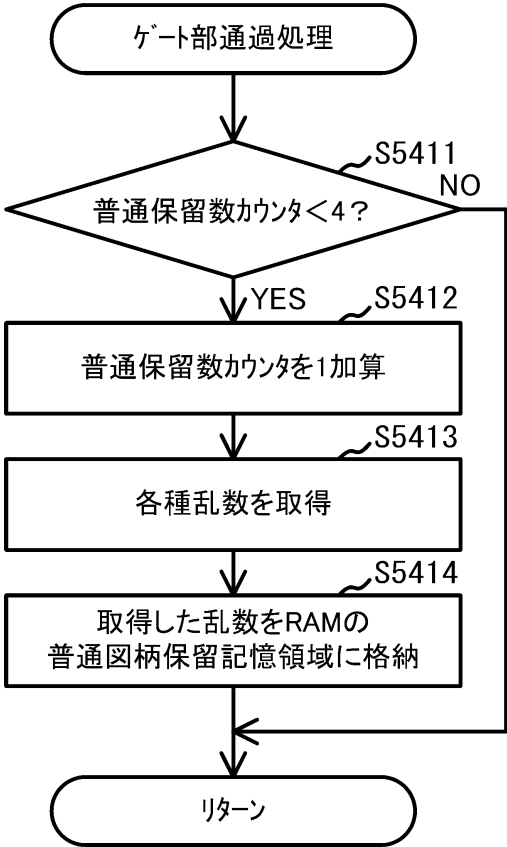 ｹﾞｰﾄ部通過処理
S5411
普通保留数ｶｳﾝﾀ＜4？
NO
YES
S5412
普通保留数ｶｳﾝﾀを1加算
S5413
各種乱数を取得
S5414
取得した乱数をRAMの
普通図柄保留記憶領域に格納
ﾘﾀｰﾝ